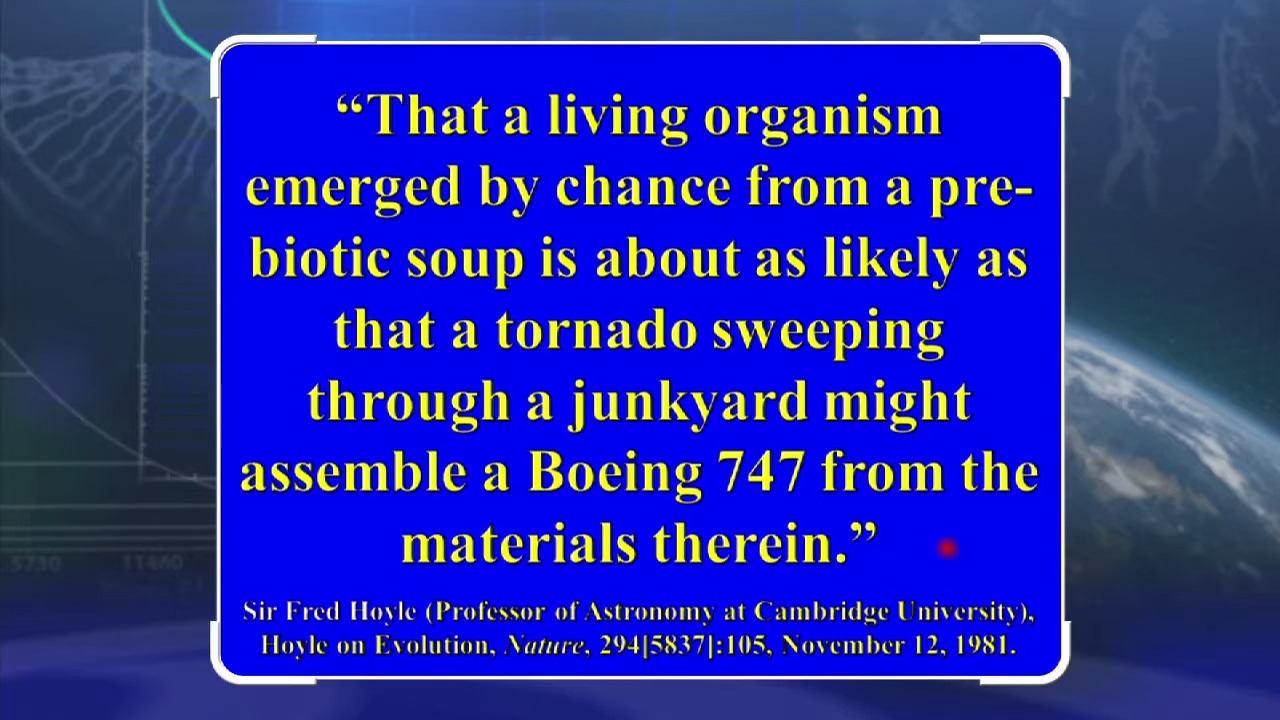 “That a living organism
emerged by chance from a pre-
biotic soup is about as likely as
that a tornado sweeping
through a junkyard might
assemble a Boeing 747 from the
materials therein.”
Sir Fred Hoyle (Professor of Astronomy at Cambridge University),
Hoyle on Evolution, Nature, 294[5837]:105, November 12, 1981.
5730 11460